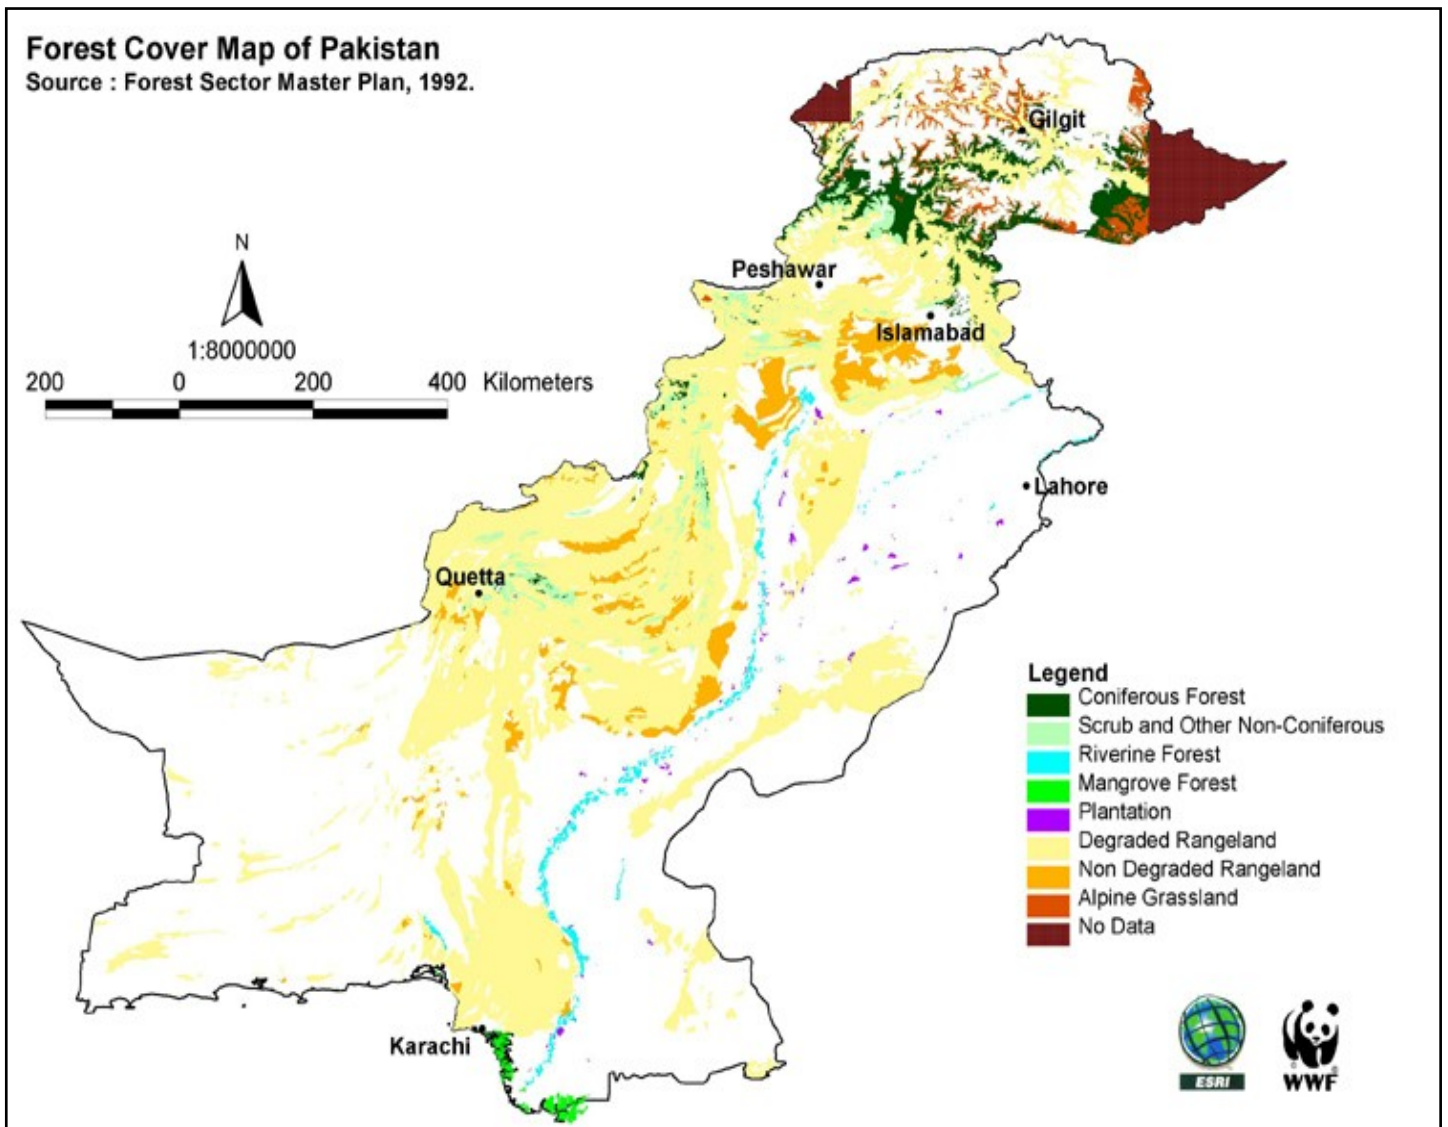 Forest Cover Map of Pakistan
Source : Forest Sector Master Plan, 1992.
Gilgit
N
Peshawar
Islamabad
1:8000000
200 0 200 400 Kilometers
Lahore
Quetta
Legend
Coniferous Forest
Scrub and Other Non-Coniferous
Riverine Forest
Mangrove Forest
Plantation
Degraded Rangeland
Non Degraded Rangeland
Alpine Grassland
No Data
Karachi
ESRI
WWF